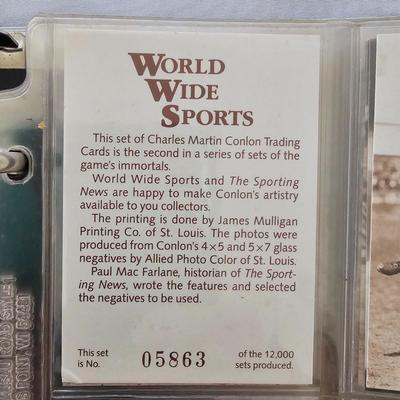 WORLD
WIDE
SPORTS
This set of Charles Martin Conlon Trading
Cards is the second in a series of sets of the
game's immortals.
World Wide Sports and The Sporting
News are happy to make Conlon's artistry
available to you collectors.
The printing is done by James Mulligan
Printing Co. of St. Louis. The photos were
produced from Conlon's 4×5 and 5×7 glass
negatives by Allied Photo Color of St. Louis.
Paul Mac Farlane, historian of The Sport-
ing News, wrote the features and selected
the negatives to be used.
This set
is No.
05863
of the 12,000
sets produced.